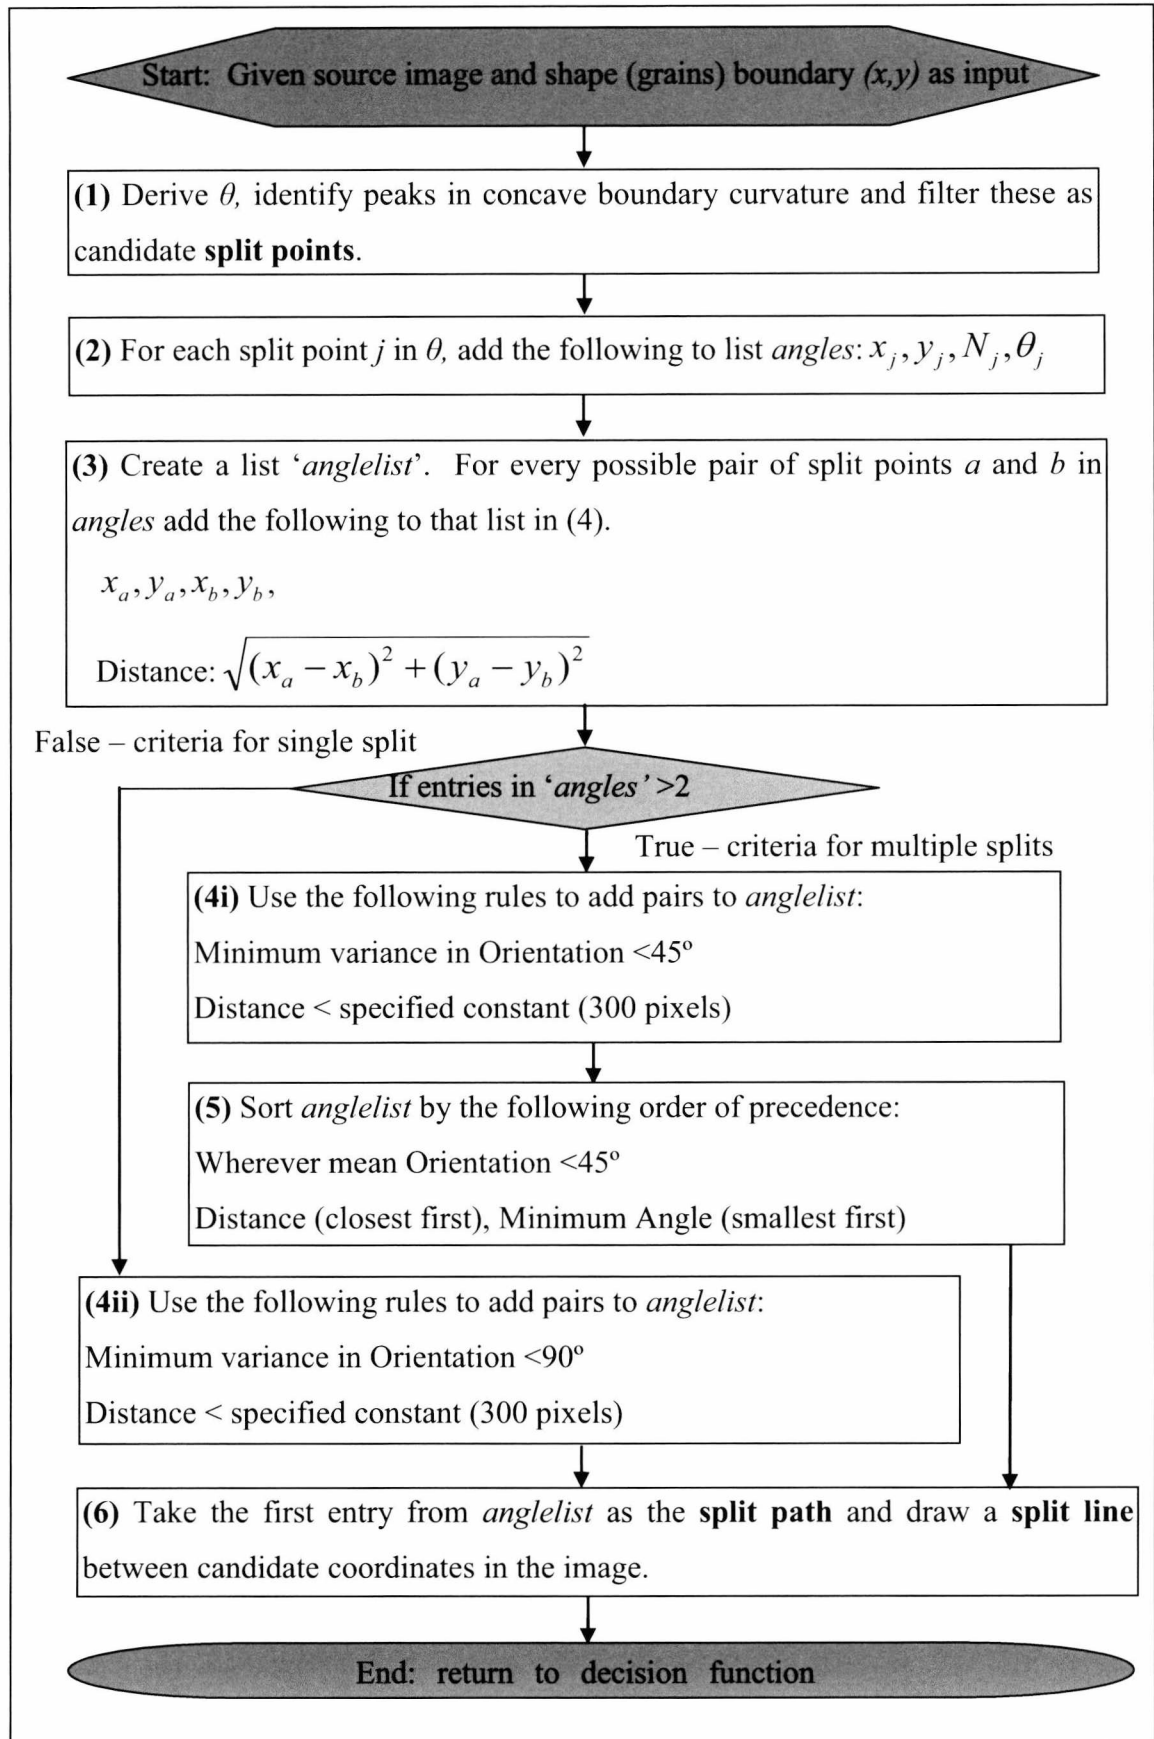 Start: Given source image and shape (grains) boundary (x,y) as input
(1) Derive θ, identify peaks in concave boundary curvature and filter these as
candidate split points.
(2) For each split point j in θ, add the following to list angles: x_j, y_j, N_j, θ_j
(3) Create a list ‘anglelist’. For every possible pair of split points a and b in
angles add the following to that list in (4).
x_a, y_a, x_b, y_b,
Distance: √(x_a − x_b)² + (y_a − y_b)²
False – criteria for single split
If entries in ‘angles’ >2
True – criteria for multiple splits
(4i) Use the following rules to add pairs to anglelist:
Minimum variance in Orientation <45º
Distance < specified constant (300 pixels)
(5) Sort anglelist by the following order of precedence:
Wherever mean Orientation <45º
Distance (closest first), Minimum Angle (smallest first)
(4ii) Use the following rules to add pairs to anglelist:
Minimum variance in Orientation <90º
Distance < specified constant (300 pixels)
(6) Take the first entry from anglelist as the split path and draw a split line
between candidate coordinates in the image.
End: return to decision function